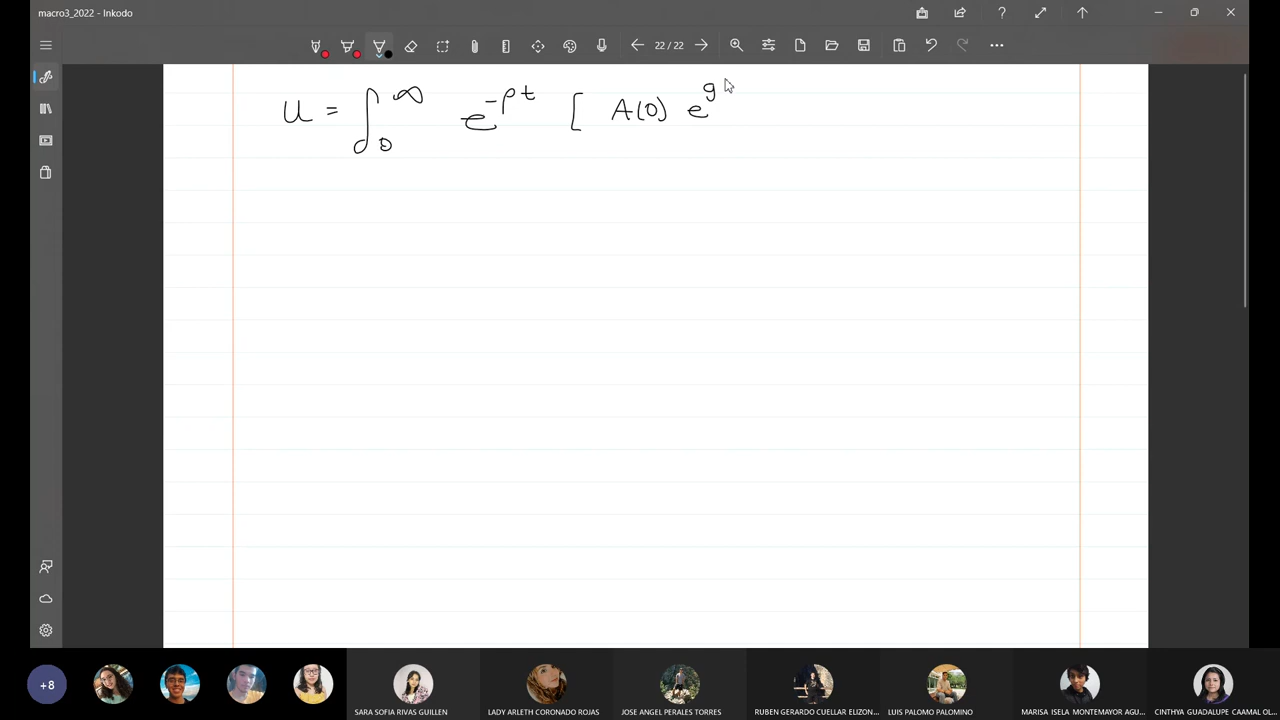 macro3_2022 - Inkodo
22 / 22
U = ∫₀^∞ e^{-ρt} [ A(0) e^g
+8
SARA SOFIA RIVAS GUILLEN
LADY ARLETH CORONADO ROJAS
JOSE ANGEL PERALES TORRES
RUBEN GERARDO CUELLAR ELIZON...
LUIS PALOMO PALOMINO
MARISA ISELA MONTEMAYOR AGU...
CINTHYA GUADALUPE CAAMAL OL...